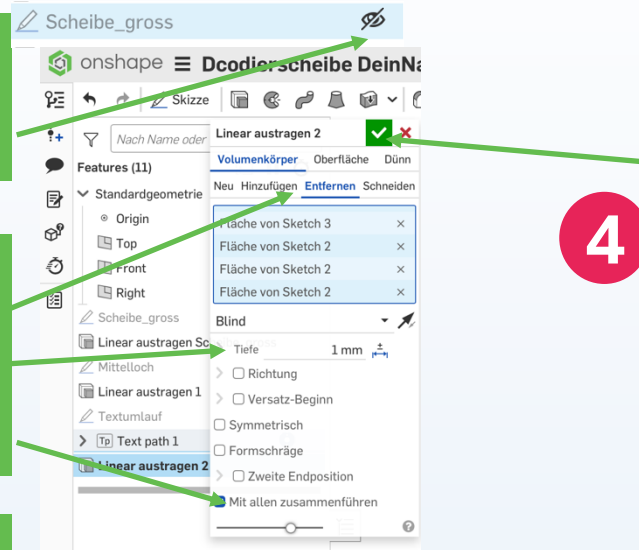 Scheibe_gross
onshape Dcodierscheibe DeinNa
Skizze
Nach Name oder
Linear austragen 2
Volumenkörper Oberfläche Dünn
Features (11)
Neu Hinzufügen Entfernen Schneiden
Standardgeometrie
Origin
Fläche von Sketch 3
Top
Fläche von Sketch 2
Front
Fläche von Sketch 2
Right
Fläche von Sketch 2
4
Scheibe_gross
Blind
Linear austragen Sc
Tiefe 1 mm
Mittelloch
Richtung
Linear austragen 1
Versatz-Beginn
Textumlauf
Symmetrisch
Tp Text path 1
Formschräge
Linear austragen 2
Zweite Endposition
Mit allen zusammenführen